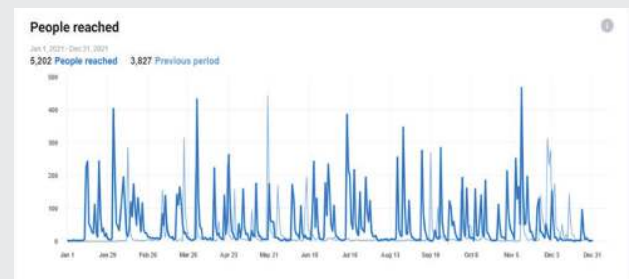 People reached
Jan 1, 2021 - Dec 31, 2021
5,202 People reached 3,827 Previous period
500
400
300
200
100
0
Jan 1 Jan 29 Feb 26 Mar 26 Apr 23 May 21 Jun 18 Jul 16 Aug 13 Sep 10 Oct 8 Nov 5 Dec 3 Dec 31